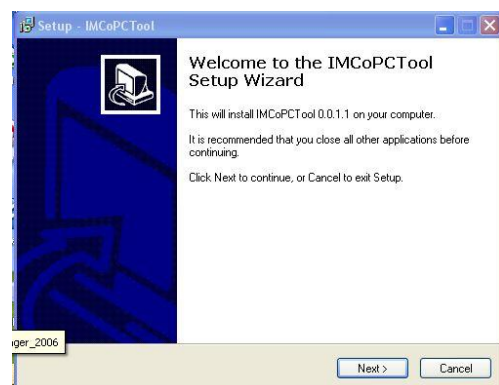 Setup - IMCoPCTool
Welcome to the IMCoPCTool
Setup Wizard
This will install IMCoPCTool 0.0.1.1 on your computer.
It is recommended that you close all other applications before
continuing.
Click Next to continue, or Cancel to exit Setup.
ger_2006
Next >
Cancel